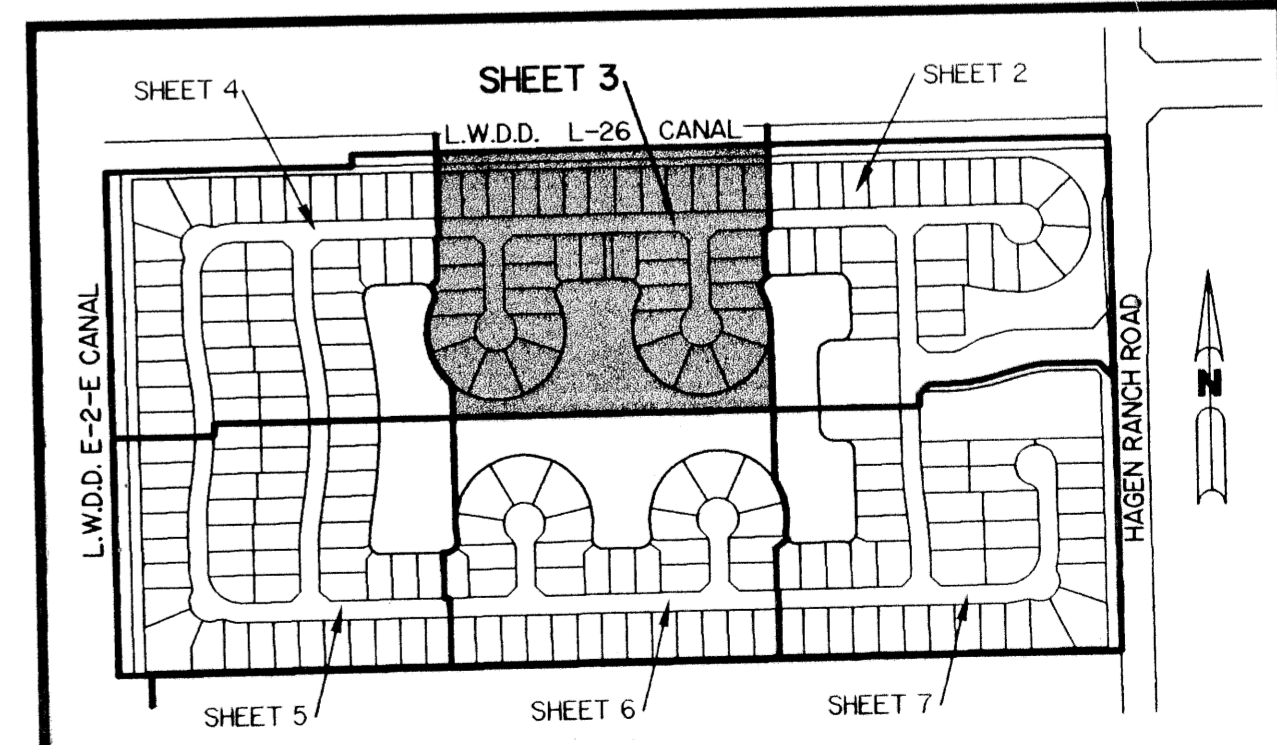 SHEET 4
SHEET 3
SHEET 2
L.W.D.D. L-26 CANAL
L.W.D.D. E-2-E CANAL
HAGEN RANCH ROAD
N
SHEET 5
SHEET 6
SHEET 7